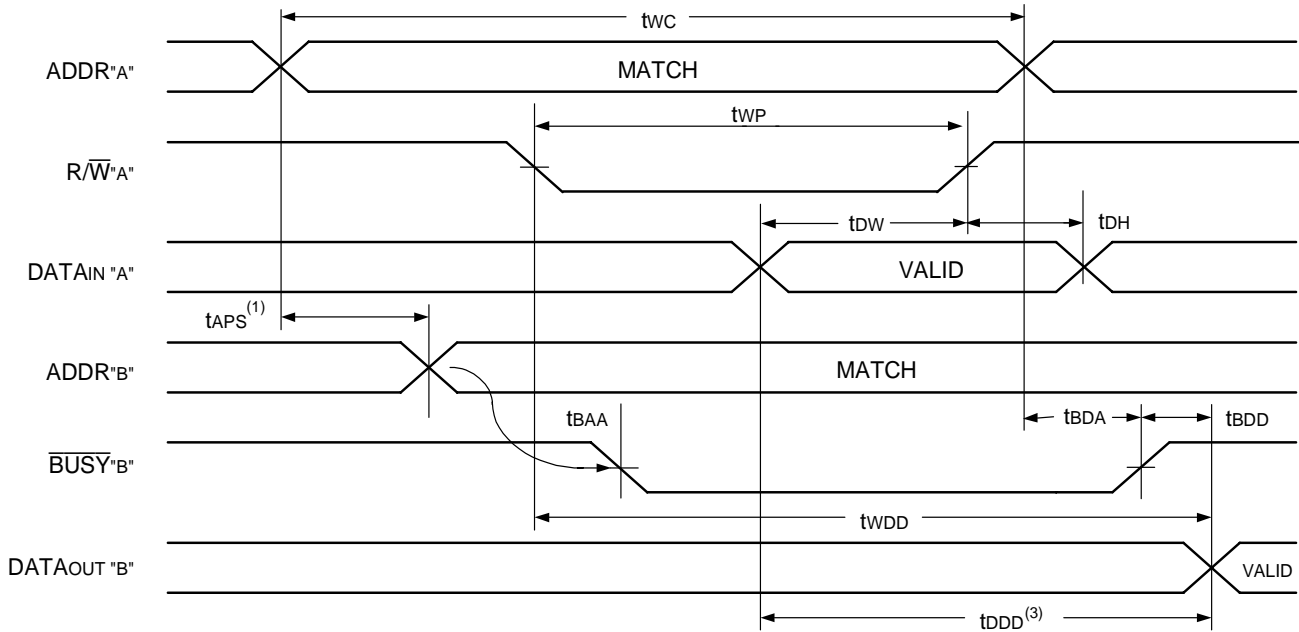 tWC
ADDR"A"
MATCH
tWP
R/W̅"A"
tDW
tDH
DATAIN "A"
VALID
tAPS(1)
ADDR"B"
MATCH
tBAA
tBDA
tBDD
B̅U̅S̅Y̅"B"
tWDD
DATAOUT "B"
VALID
tDDD(3)